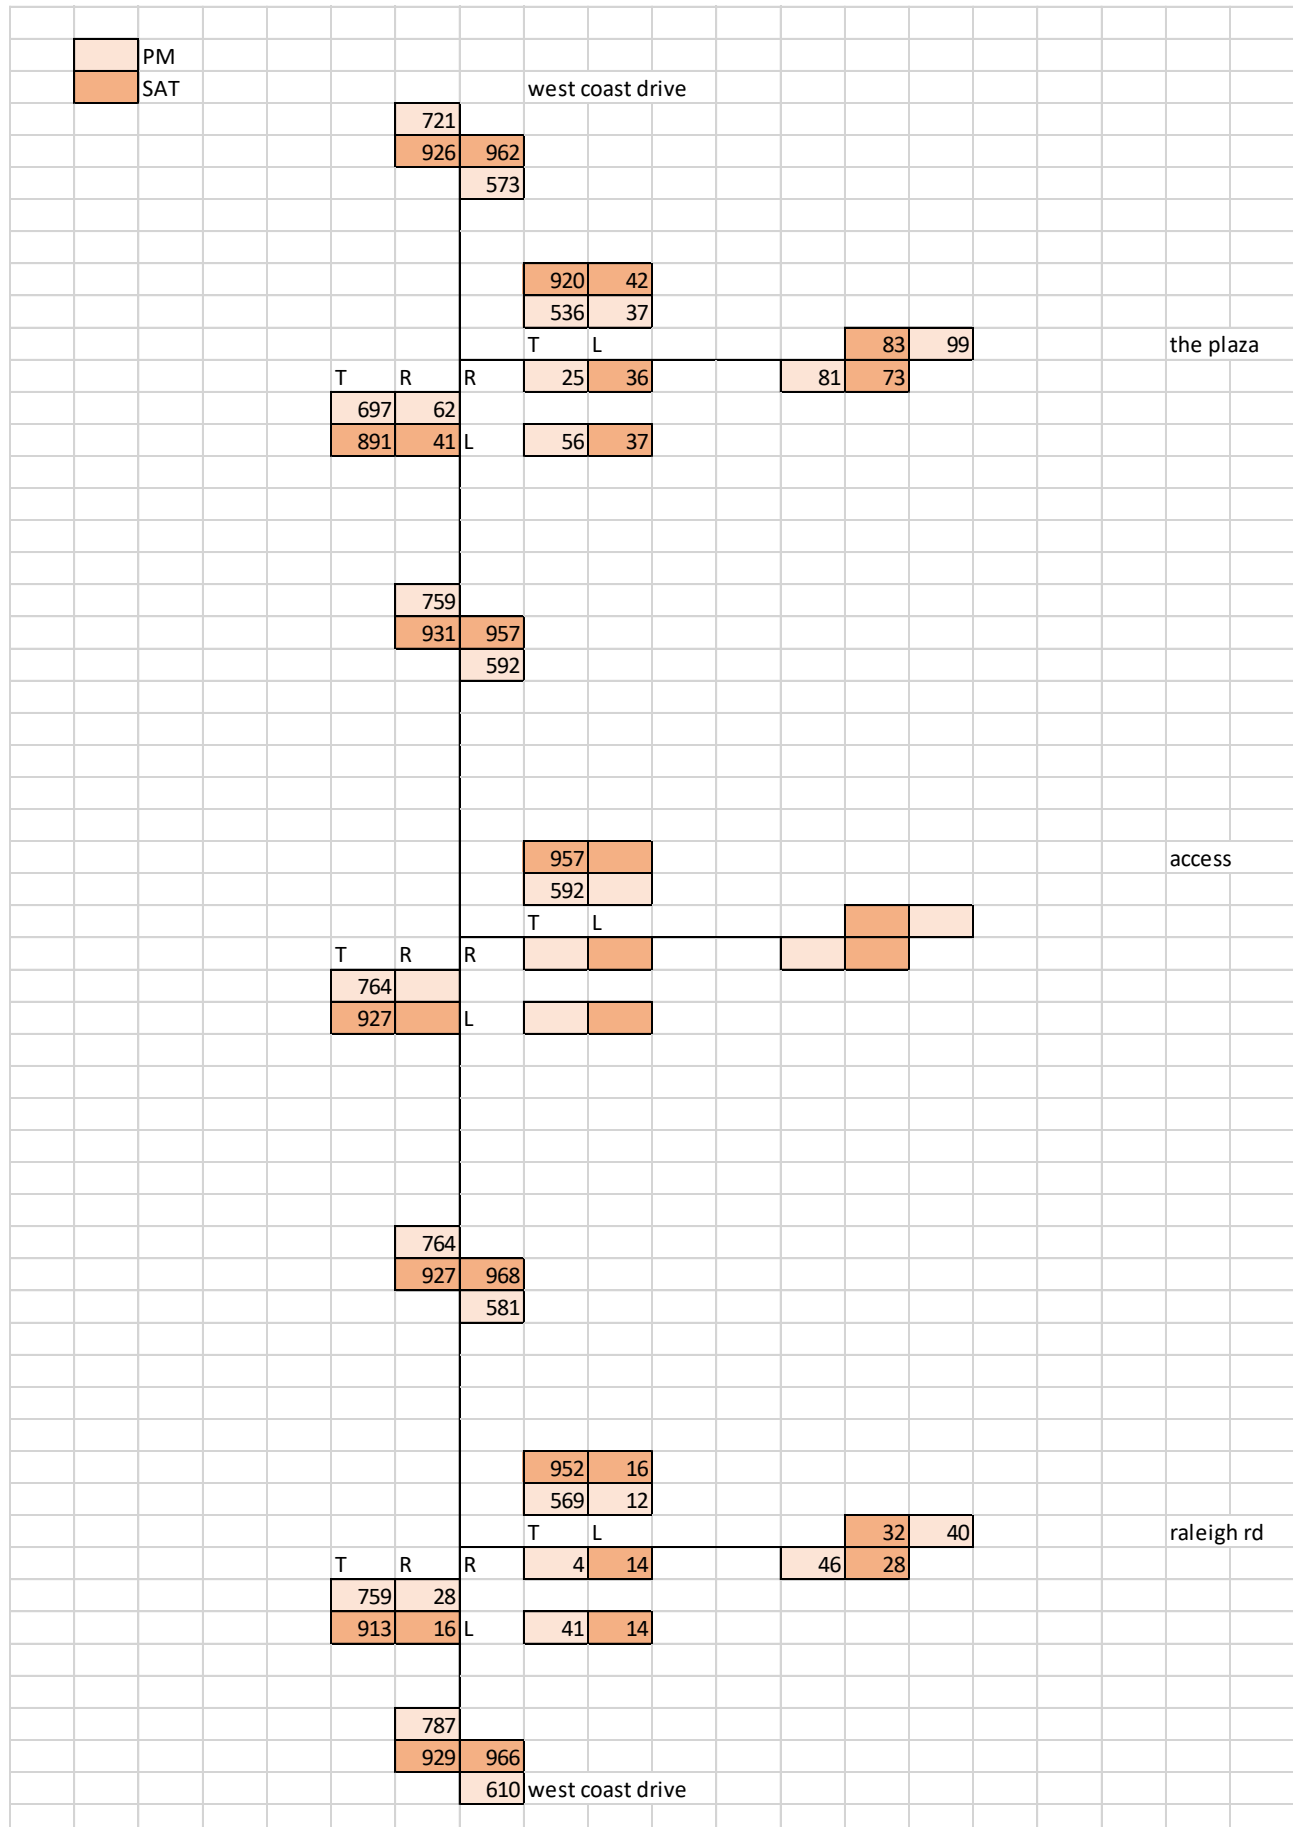 PM
SAT west coast drive
721
926 962
573
920 42
536 37
T L 83 99 the plaza
T R R 25 36 81 73
697 62
891 41 L 56 37
759
931 957
592
957 access
592
T L
T R R
764
927 L
764
927 968
581
952 16
569 12
T L 32 40 raleigh rd
T R R 4 14 46 28
759 28
913 16 L 41 14
787
929 966
610 west coast drive